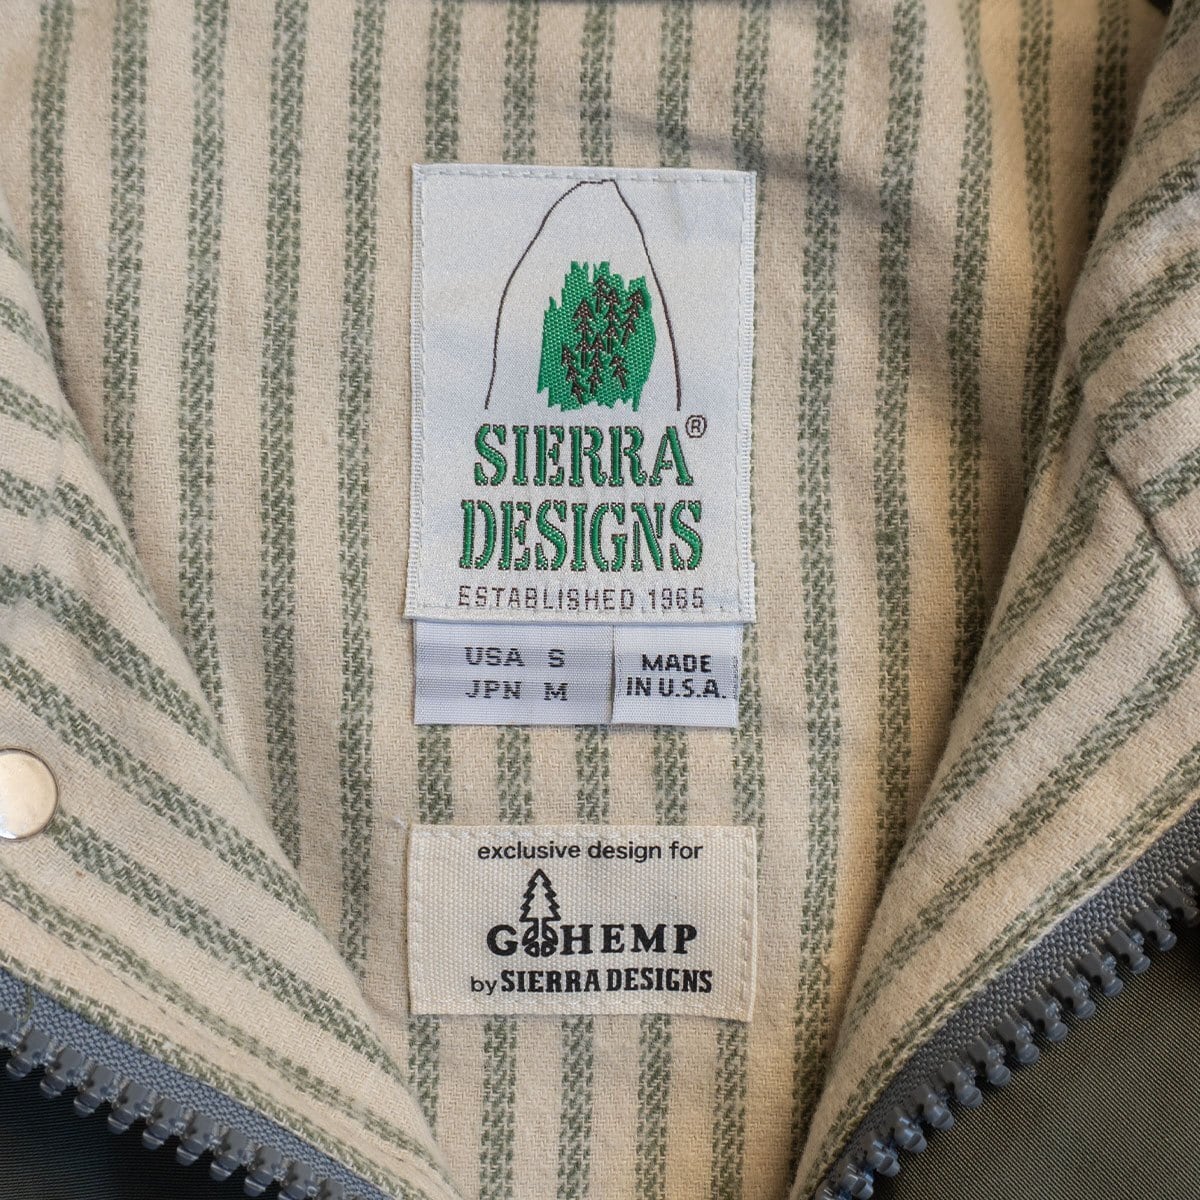 SIERRA®
DESIGNS
ESTABLISHED 1965
USA S
JPN M
MADE
IN U.S.A.
exclusive design for
GOHEMP
by SIERRA DESIGNS